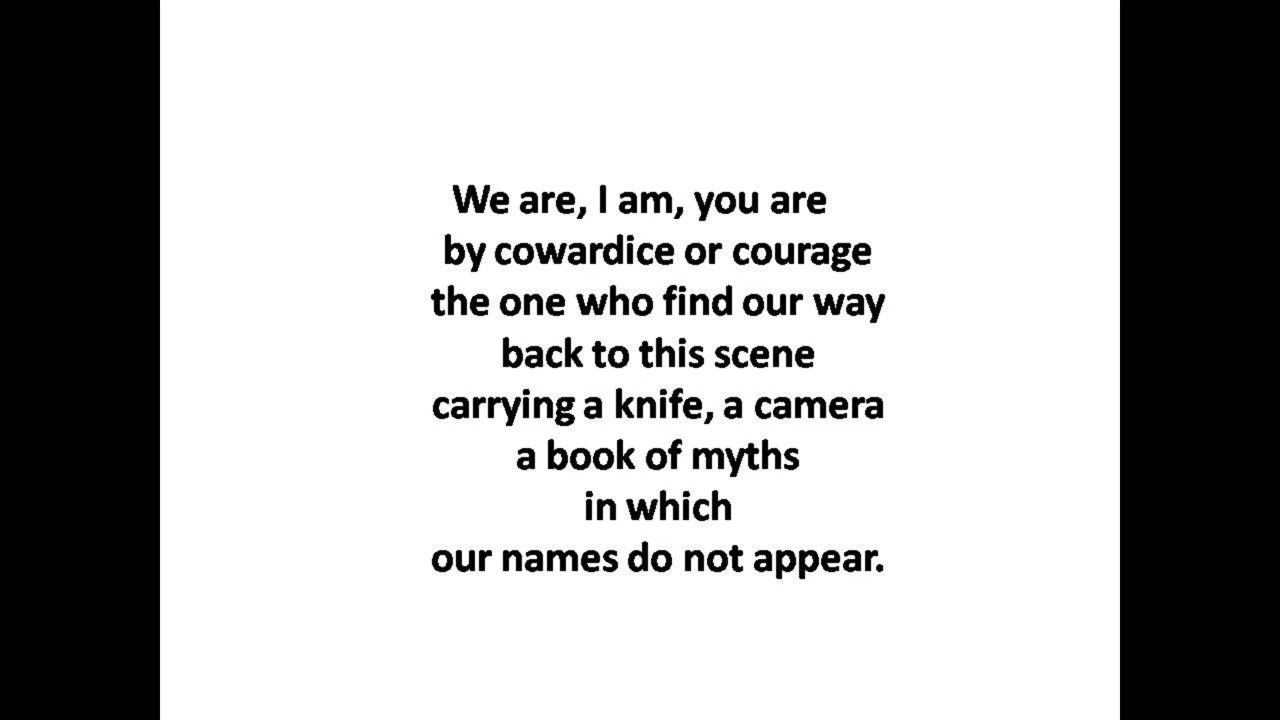 We are, I am, you are
by cowardice or courage
the one who find our way
back to this scene
carrying a knife, a camera
a book of myths
in which
our names do not appear.